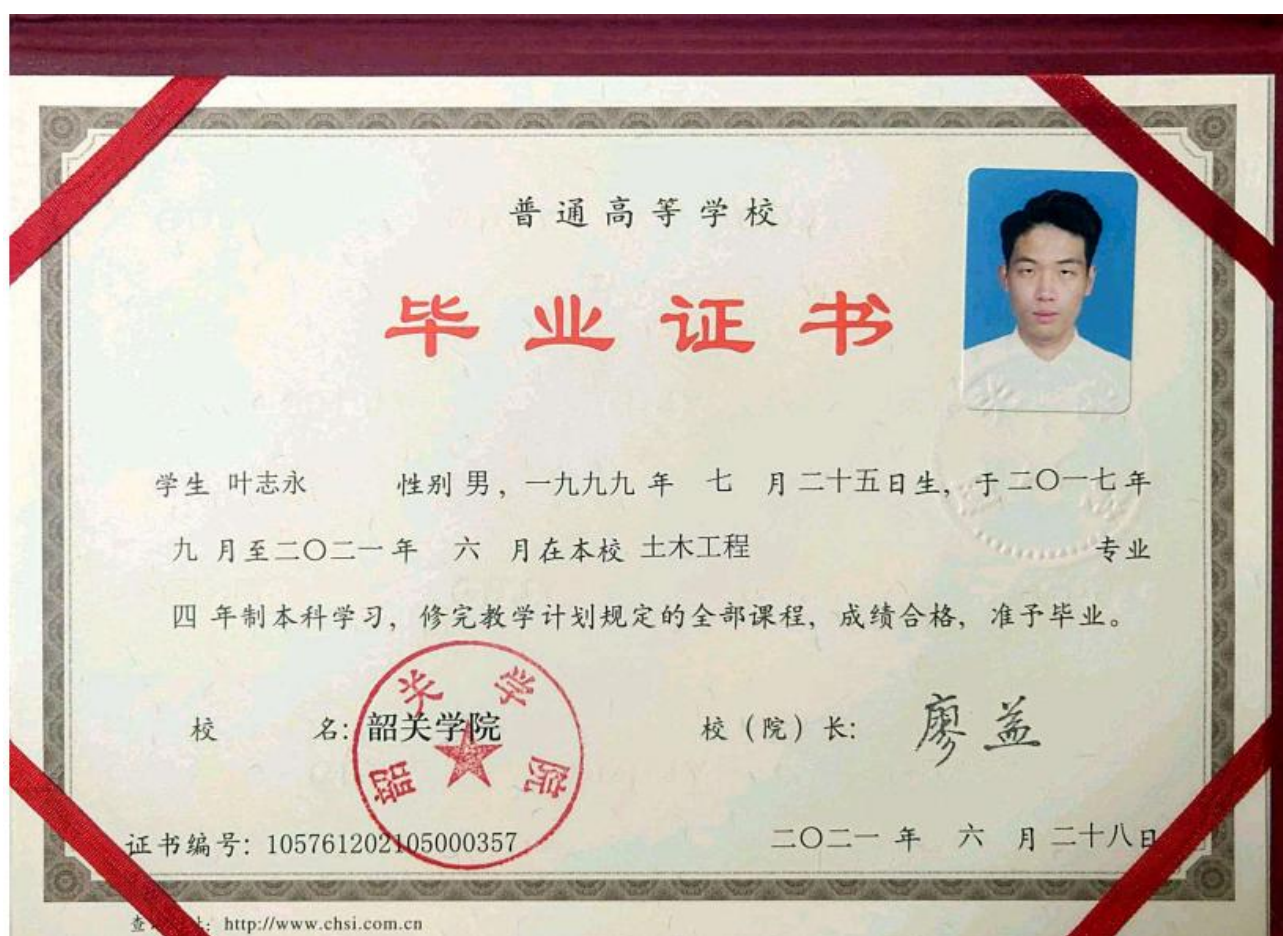 普通高等学校
毕业证书
学生 叶志永 性别 男，一九九九 年 七 月 二十五日生，于二〇一七 年
九 月至二〇二一 年 六 月在本校 土木工程 专业
四 年制本科学习，修完教学计划规定的全部课程，成绩合格，准予毕业。
校 名：韶关学院
校（院）长：廖益
韶关学院
证书编号：105761202105000357
二〇二一 年 六 月 二十八日
查 址：http://www.chsi.com.cn